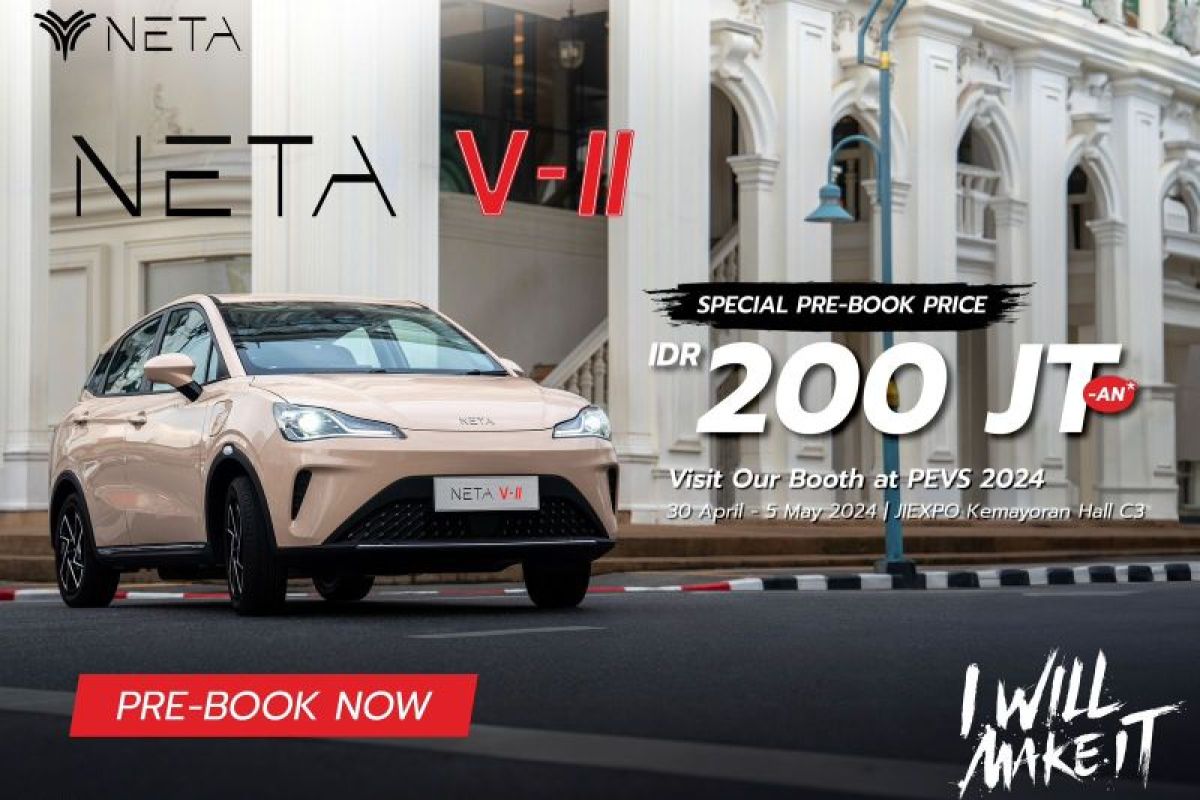 NETA
NETA V-II
SPECIAL PRE-BOOK PRICE
IDR 200 JT -AN*
Visit Our Booth at PEVS 2024
30 April - 5 May 2024 | JIEXPO Kemayoran Hall C3
NETA
NETA V-II
PRE-BOOK NOW
I WILL
MAKE IT